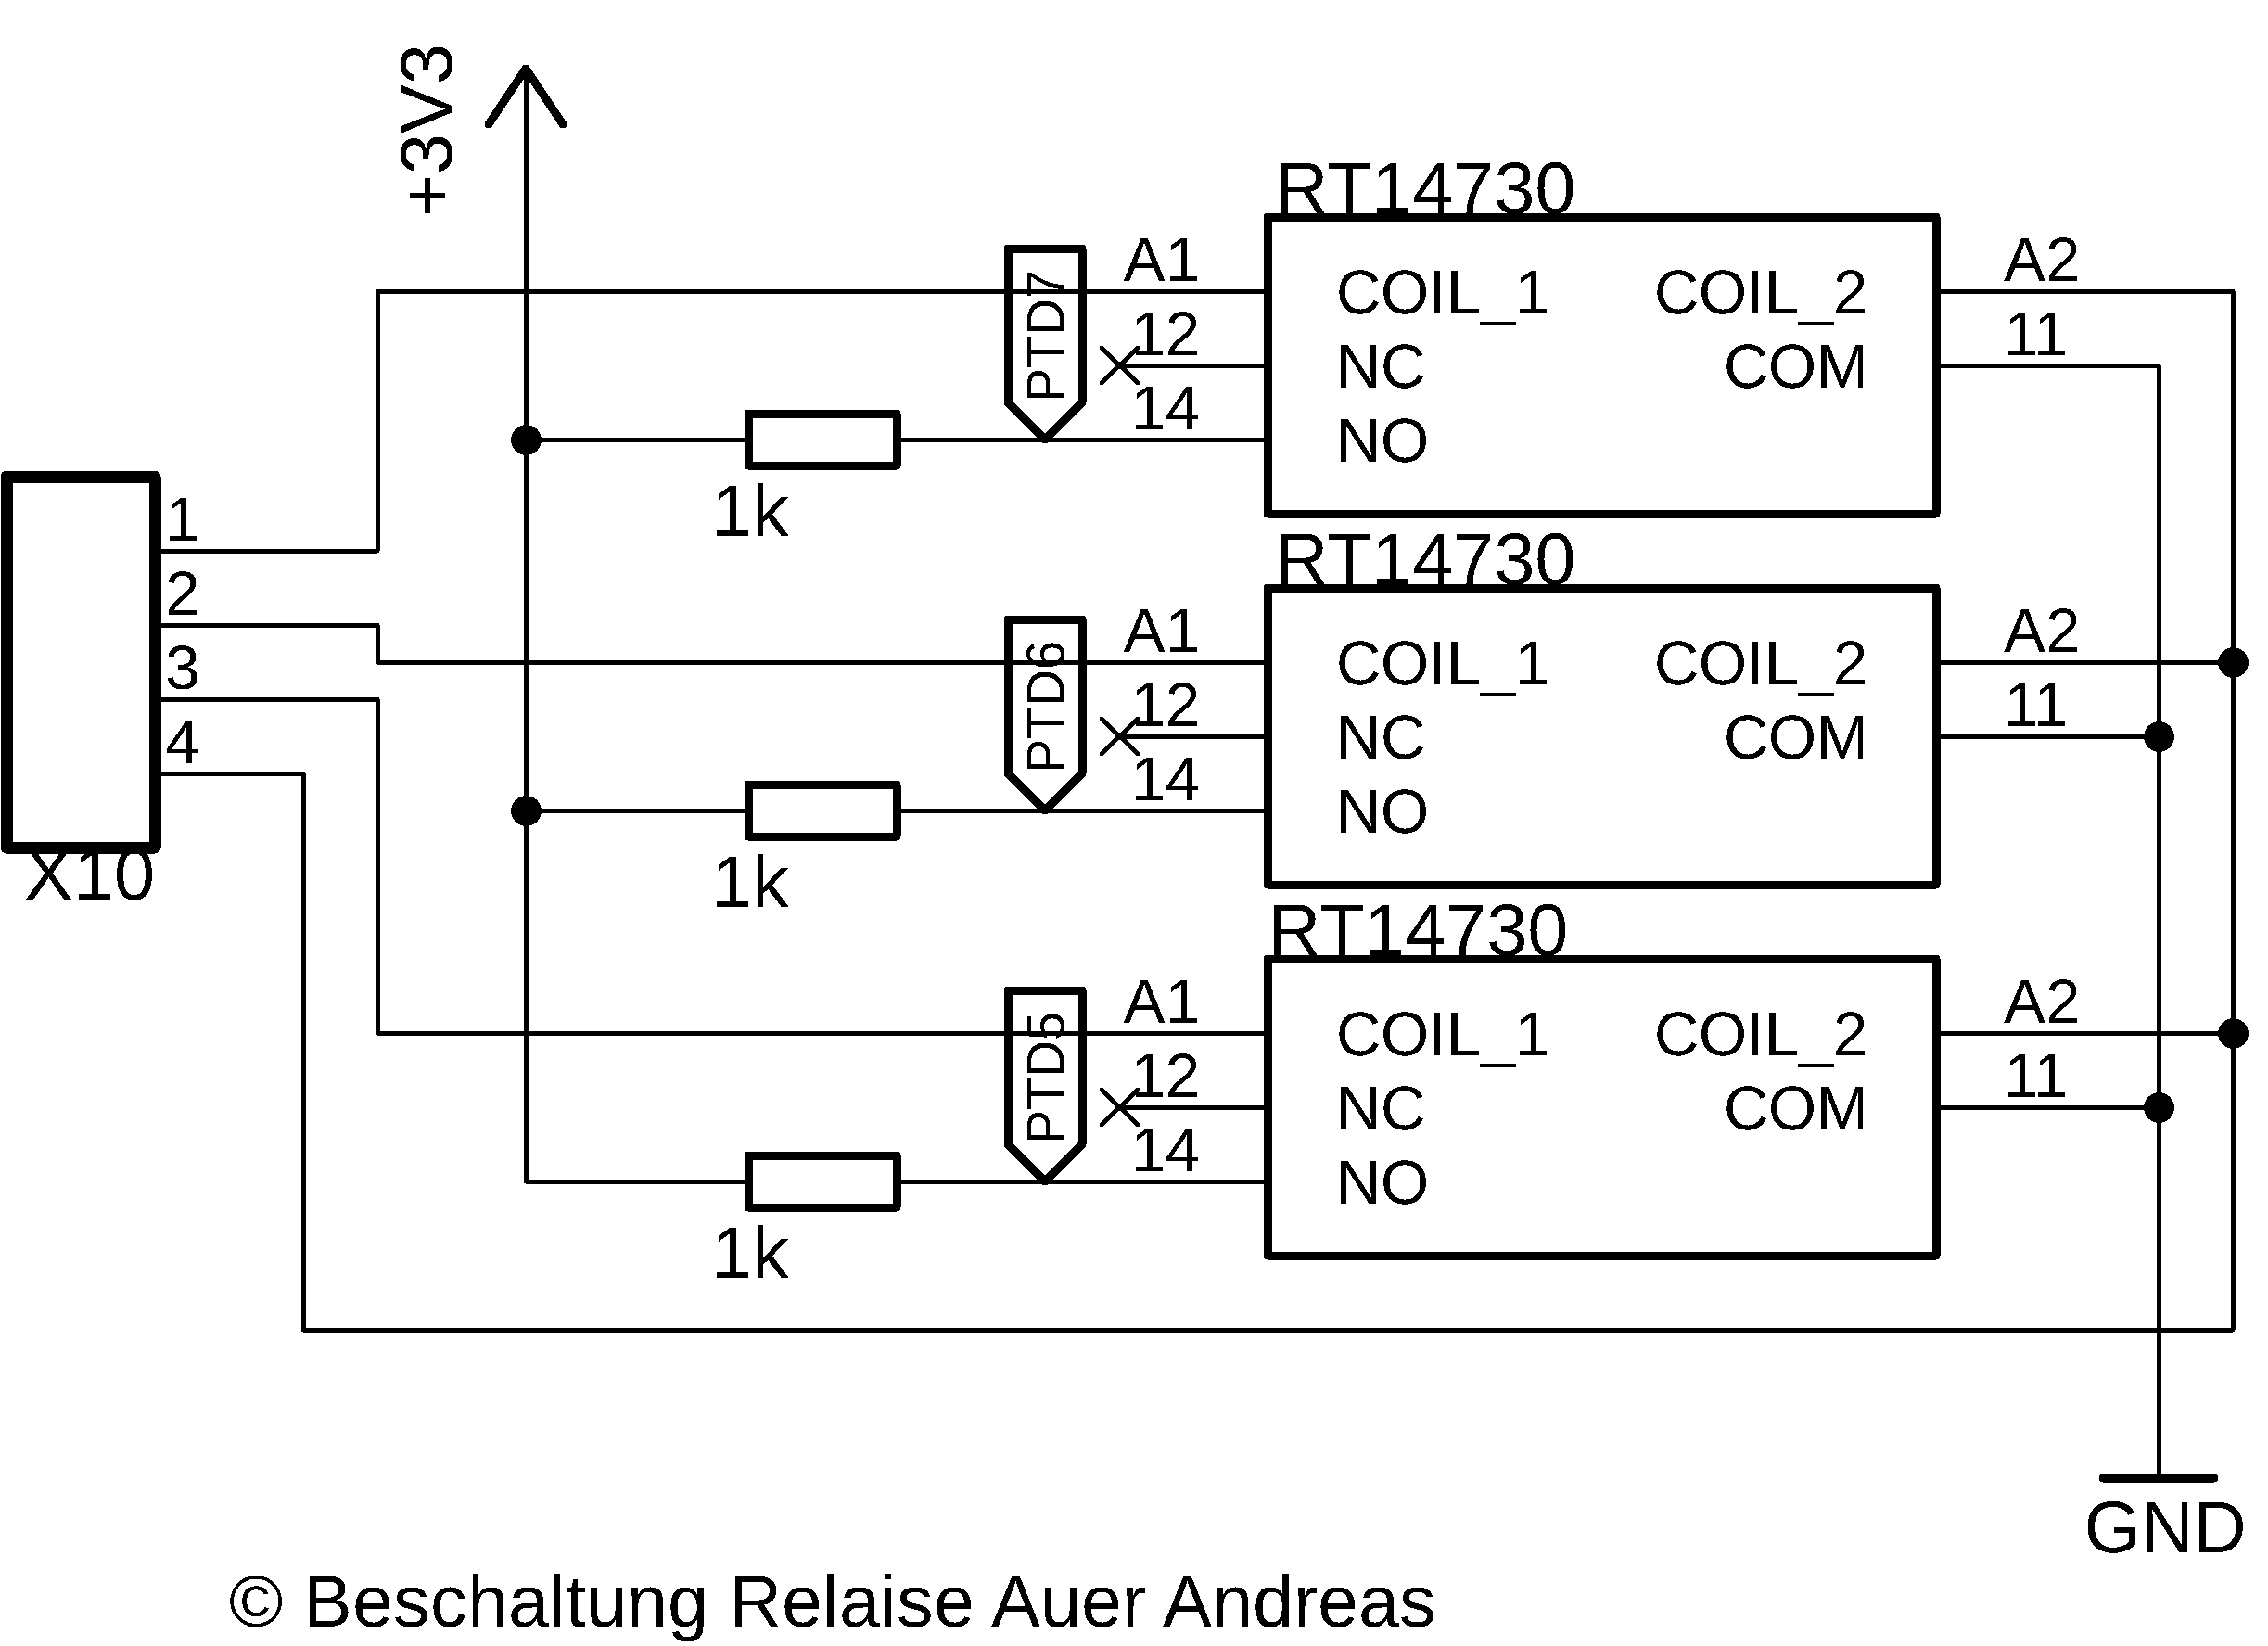 +3V3
RT14730
PTD7
A1
COIL_1
COIL_2
A2
12
NC
COM
11
14
NO
1k
1
2
3
4
X10
RT14730
PTD6
A1
COIL_1
COIL_2
A2
12
NC
COM
11
14
NO
1k
RT14730
PTD5
A1
COIL_1
COIL_2
A2
12
NC
COM
11
14
NO
1k
GND
© Beschaltung Relaise Auer Andreas